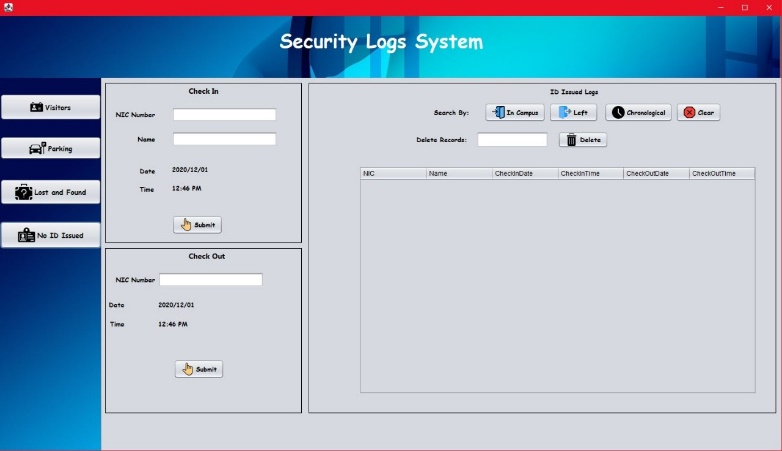 Security Logs System
Visitors
Parking
Lost and Found
No ID Issued
Check In
NIC Number
Name
Date 2020/12/01
Time 12:46 PM
Submit
Check Out
NIC Number
Date 2020/12/01
Time 12:46 PM
Submit
ID Issued Logs
Search By: In Campus Left Chronological Clear
Delete Records: Delete
NIC Name CheckInDate CheckInTime CheckOutDate CheckOutTime